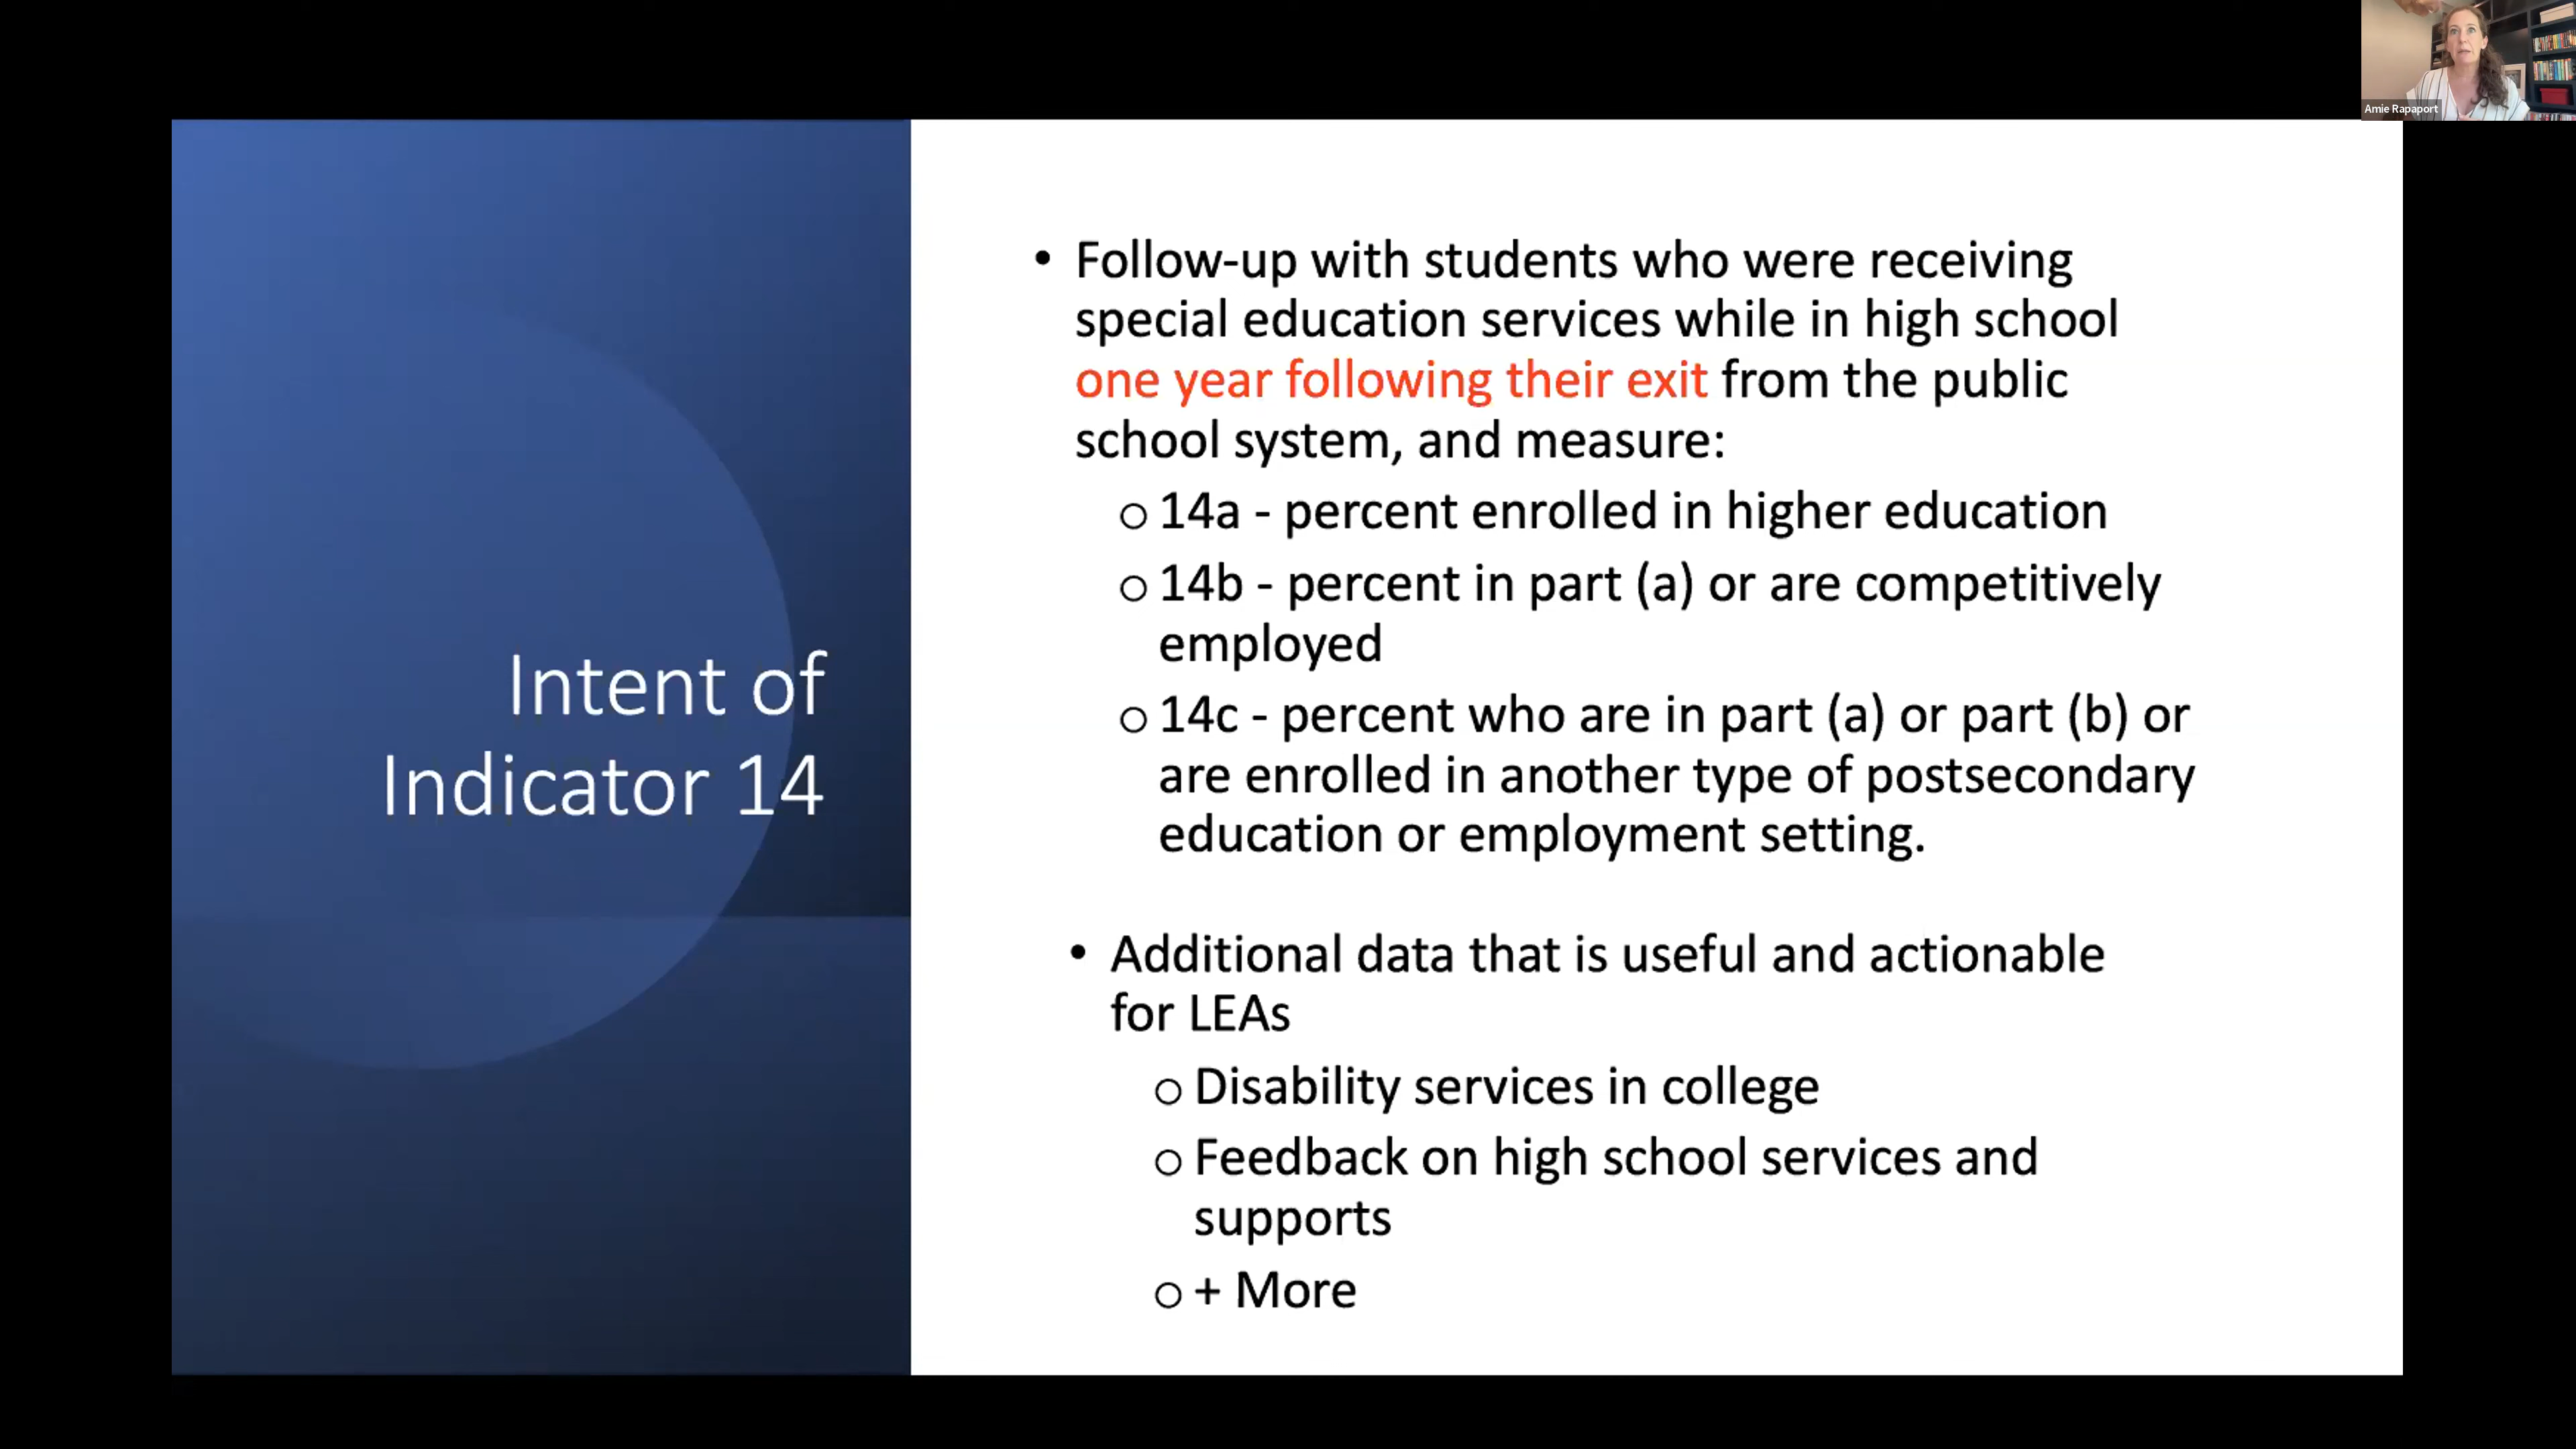 Amie Rapaport
Intent of
Indicator 14
• Follow-up with students who were receiving
special education services while in high school
one year following their exit from the public
school system, and measure:
o 14a - percent enrolled in higher education
o 14b - percent in part (a) or are competitively
employed
o 14c - percent who are in part (a) or part (b) or
are enrolled in another type of postsecondary
education or employment setting.
• Additional data that is useful and actionable
for LEAs
o Disability services in college
o Feedback on high school services and
supports
o + More